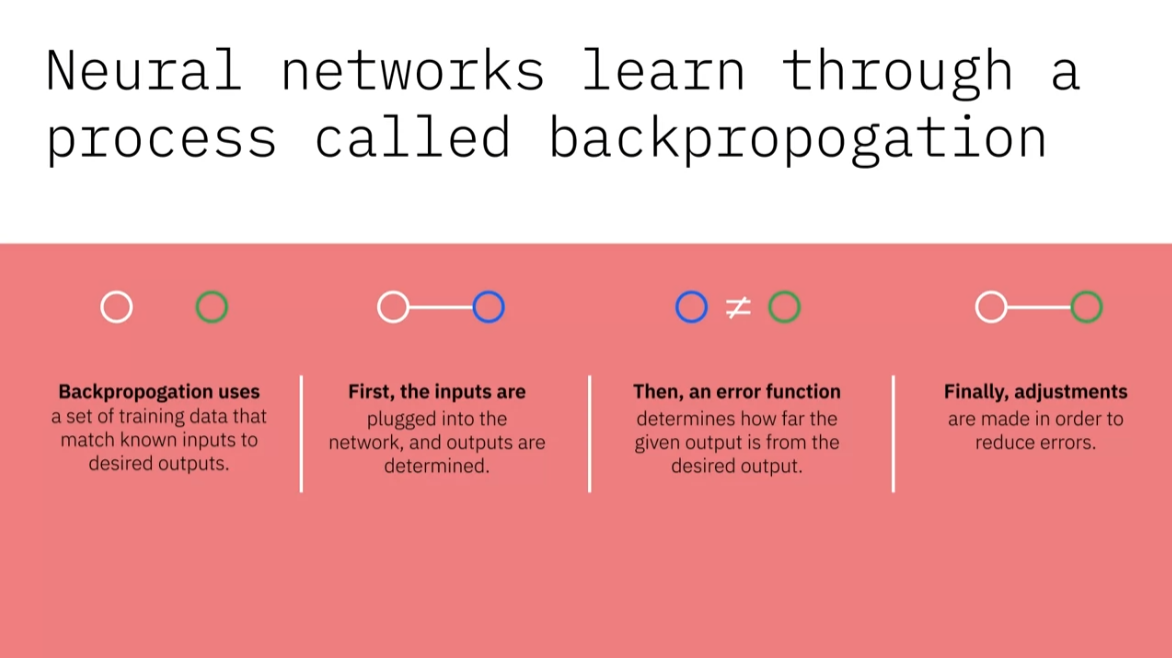 Neural networks learn through a
process called backpropogation
≠
Backpropogation uses
a set of training data that
match known inputs to
desired outputs.
First, the inputs are
plugged into the
network, and outputs are
determined.
Then, an error function
determines how far the
given output is from the
desired output.
Finally, adjustments
are made in order to
reduce errors.